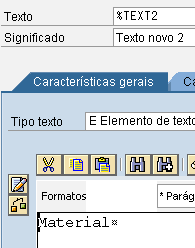 Texto %TEXT2
Significado Texto novo 2
Características gerais
Tipo texto E Elemento de texto
Formatos * Parág
Material¤